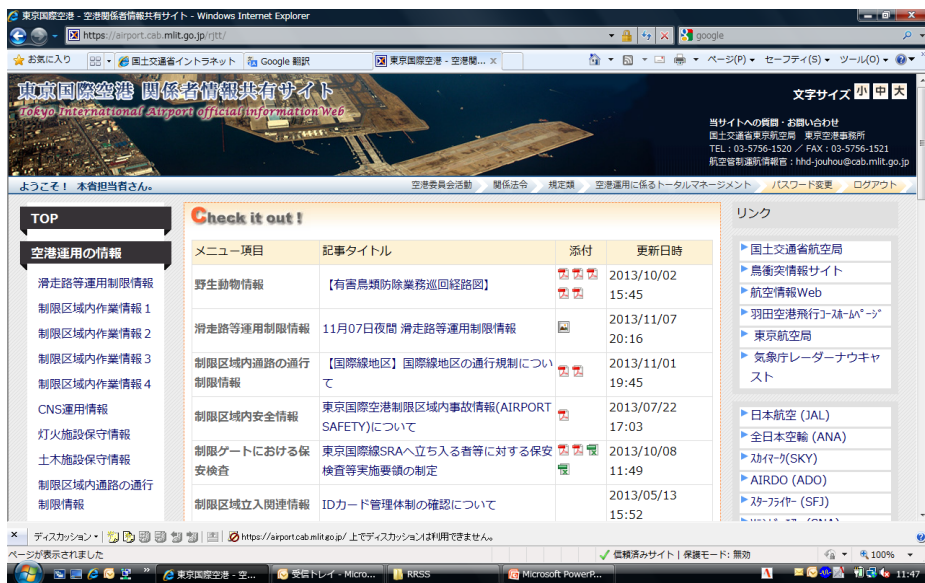 東京国際空港 - 空港関係者情報共有サイト - Windows Internet Explorer
https://airport.cab.mlit.go.jp/rjtt/
google
お気に入り
国土交通省イントラネット
Google 翻訳
東京国際空港 - 空港関...
ページ(P)
セーフティ(S)
ツール(O)
東京国際空港 関係者情報共有サイト
Tokyo International Airport official information Web
文字サイズ 小 中 大
当サイトへの質問・お問い合わせ
国土交通省東京航空局 東京空港事務所
TEL：03-5756-1520 ／ FAX：03-5756-1521
航空管制運航情報官：hhd-jouhou@cab.mlit.go.jp
ようこそ！ 本省担当者さん。
空港委員会活動 関係法令 規定類 空港運用に係るトータルマネージメント パスワード変更 ログアウト
TOP
空港運用の情報
滑走路等運用制限情報
制限区域内作業情報１
制限区域内作業情報２
制限区域内作業情報３
制限区域内作業情報４
CNS運用情報
灯火施設保守情報
土木施設保守情報
制限区域内通路の通行
制限情報
Check it out !
メニュー項目 記事タイトル 添付 更新日時
野生動物情報 【有害鳥類防除業務巡回経路図】 2013/10/02
15:45
滑走路等運用制限情報 11月07日夜間 滑走路等運用制限情報 2013/11/07
20:16
制限区域内通路の通行 【国際線地区】国際線地区の通行規制につい 2013/11/01
制限情報 て 19:45
制限区域内安全情報 東京国際空港制限区域内事故情報(AIRPORT 2013/07/22
SAFETY)について 17:03
制限ゲートにおける保 東京国際線SRAへ立ち入る者等に対する保安 2013/10/08
安検査 検査等実施要領の制定 11:49
制限区域立入関連情報 IDカード管理体制の確認について 2013/05/13
15:52
リンク
国土交通省航空局
鳥衝突情報サイト
航空情報Web
羽田空港飛行ｺｰｽﾎｰﾑﾍﾟｰｼﾞ
東京航空局
気象庁レーダーナウキャ
スト
日本航空 (JAL)
全日本空輸 (ANA)
ｽｶｲﾏｰｸ(SKY)
AIRDO (ADO)
ｽﾀｰﾌﾗｲﾔｰ (SFJ)
ディスカッション
https://airport.cab.mlit.go.jp/ 上でディスカッションは利用できません。
ページが表示されました
信頼済みサイト | 保護モード: 無効
100%
東京国際空港 - 空...
受信トレイ - Micro...
RRSS
Microsoft PowerP...
11:47